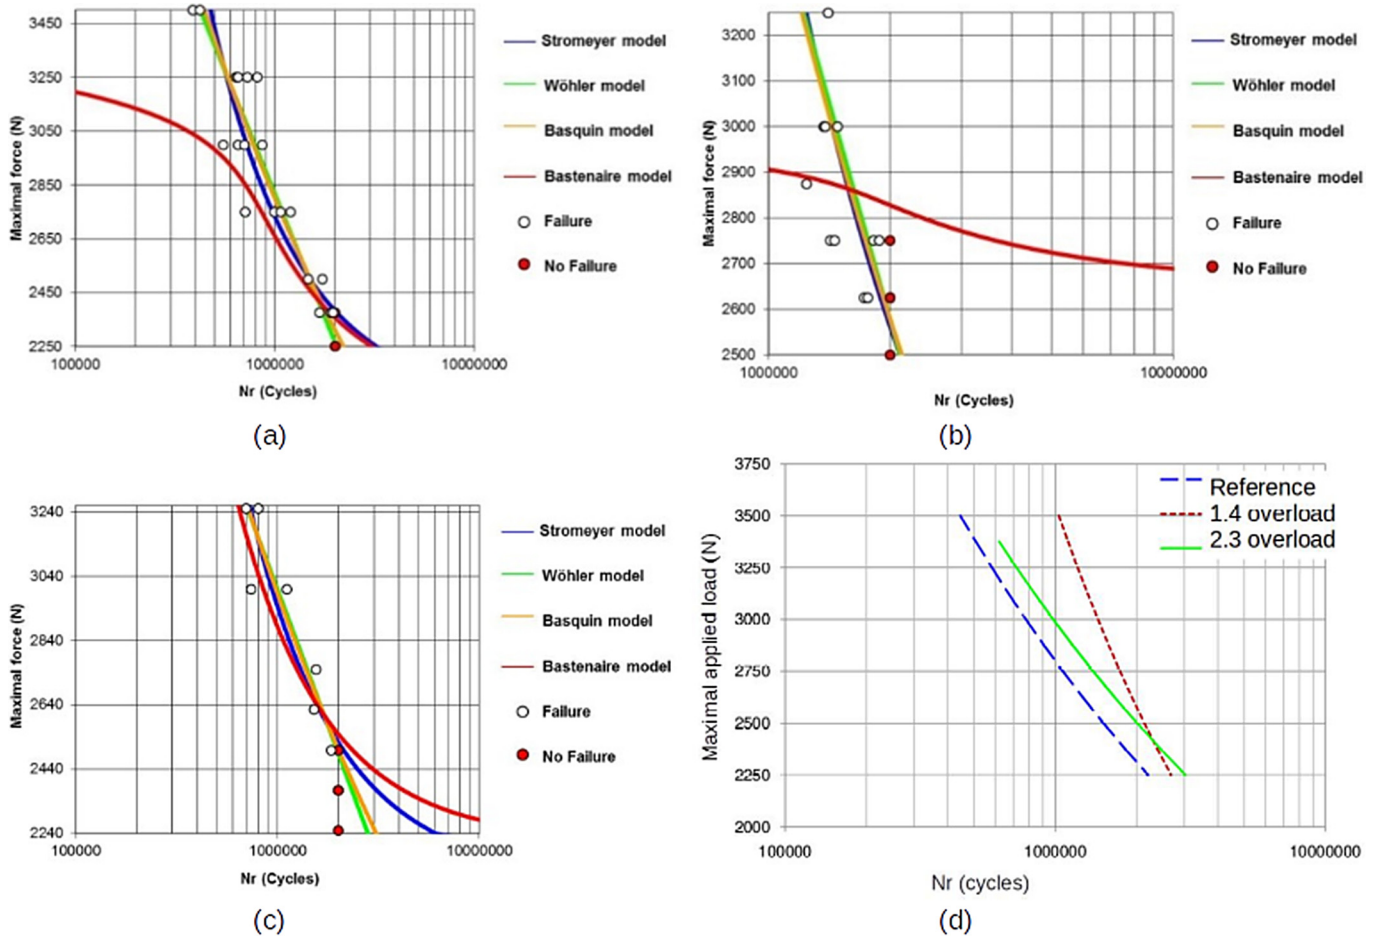 3450
3250
3050
2850
2650
2450
2250
Maximal force (N)
100000
1000000
10000000
Nr (Cycles)
Stromeyer model
Wöhler model
Basquin model
Bastenaire model
Failure
No Failure
(a)
3200
3100
3000
2900
2800
2700
2600
2500
Maximal force (N)
1000000
10000000
Nr (Cycles)
Stromeyer model
Wöhler model
Basquin model
Bastenaire model
Failure
No Failure
(b)
3240
3040
2840
2640
2440
2240
Maximal force (N)
100000
1000000
10000000
Nr (Cycles)
Stromeyer model
Wöhler model
Basquin model
Bastenaire model
Failure
No Failure
(c)
3750
3500
3250
3000
2750
2500
2250
2000
Maximal applied load (N)
100000
1000000
10000000
Nr (cycles)
Reference
1.4 overload
2.3 overload
(d)